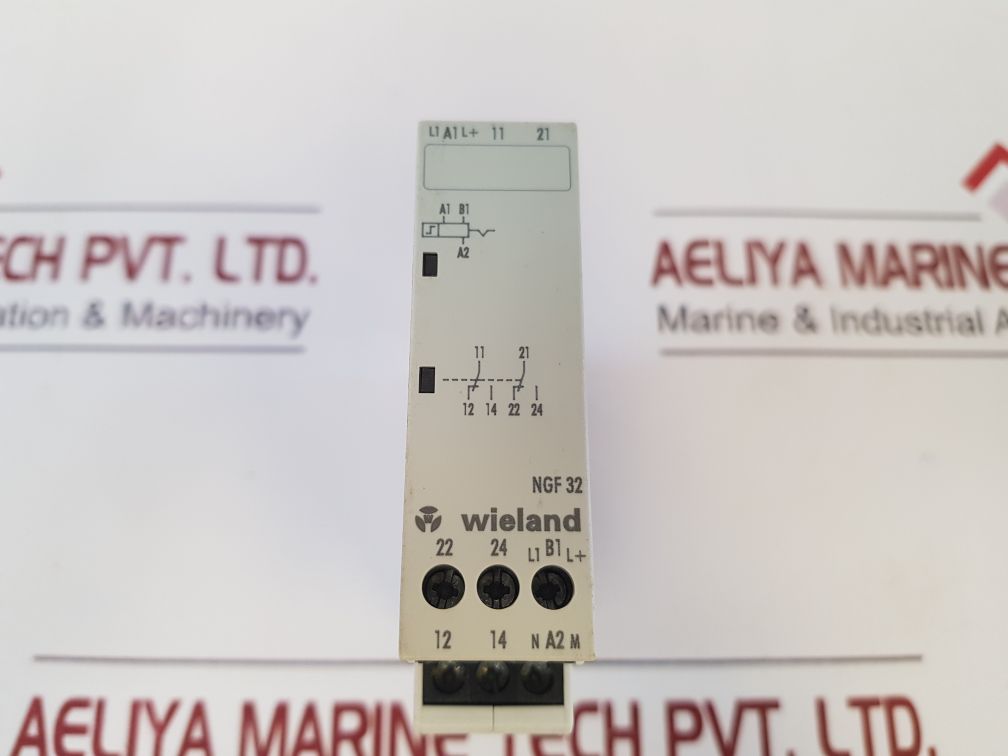 L1 A1 L+ 11 21
A1 B1
A2
CH PVT. LTD.
ation & Machinery
AELIYA MARINE
Marine & Industrial A
11 21
12 14 22 24
NGF 32
wieland
22 24 L1 B1 L+
12 14 N A2 M
AELIYA MARINE TECH PVT. LTD.